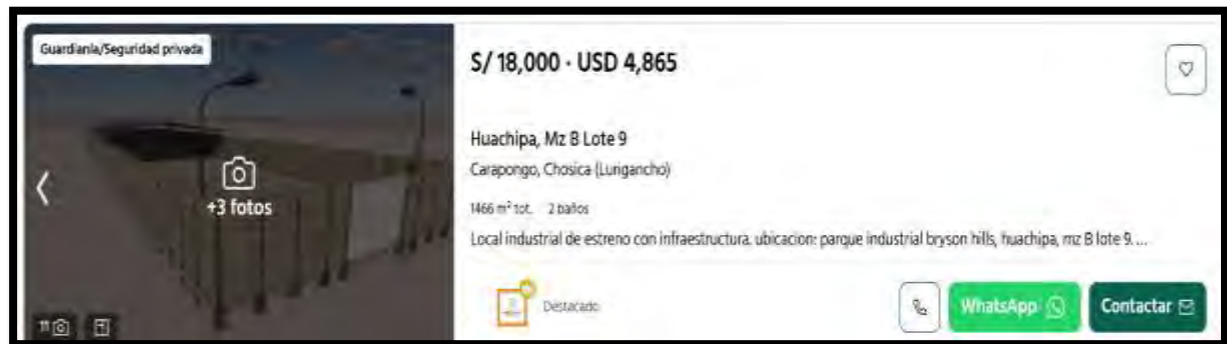 Guardianía/Seguridad privada
+3 fotos
11
S/ 18,000 · USD 4,865
Huachipa, Mz B Lote 9
Carapongo, Chosica (Lurigancho)
1466 m² tot. 2 baños
Local industrial de estreno con infraestructura. ubicacion: parque industrial bryson hills, huachipa, mz B lote 9. ...
Destacado
WhatsApp
Contactar